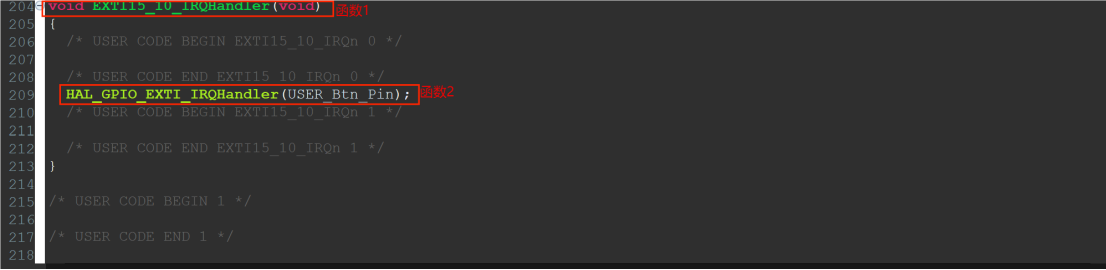 204 void EXTI15_10_IRQHandler(void) 函数1
205 {
206 /* USER CODE BEGIN EXTI15_10_IRQn 0 */
207
208 /* USER CODE END EXTI15_10_IRQn 0 */
209 HAL_GPIO_EXTI_IRQHandler(USER_Btn_Pin); 函数2
210 /* USER CODE BEGIN EXTI15_10_IRQn 1 */
211
212 /* USER CODE END EXTI15_10_IRQn 1 */
213 }
214
215 /* USER CODE BEGIN 1 */
216
217 /* USER CODE END 1 */
218